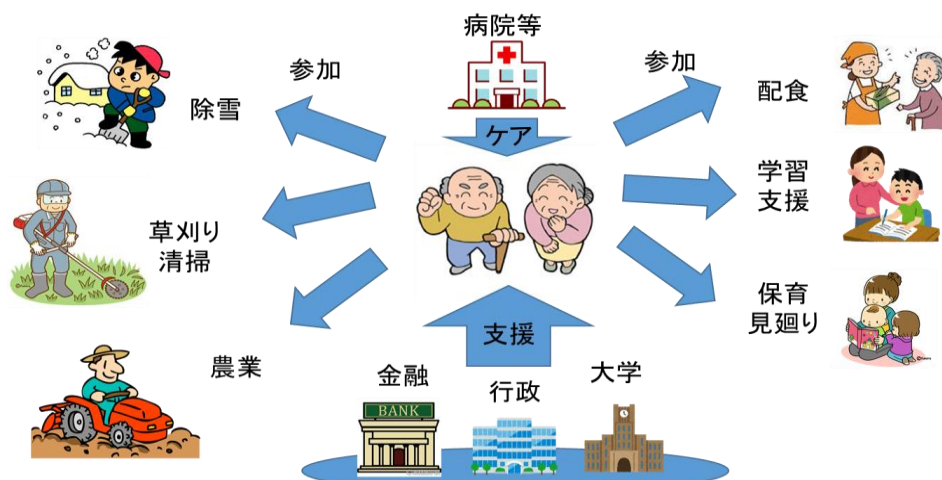 病院等
参加
参加
除雪
配食
ケア
草刈り
清掃
学習
支援
保育
見廻り
農業
支援
金融
行政
大学
BANK